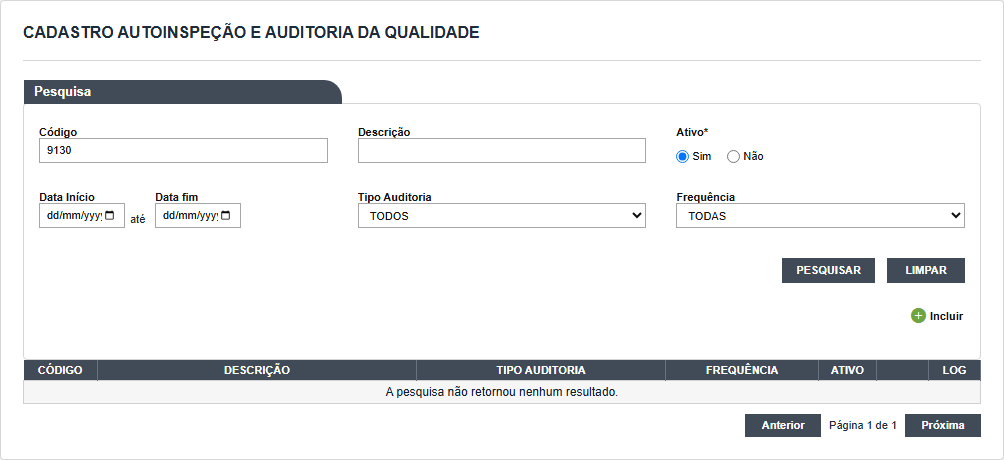 CADASTRO AUTOINSPEÇÃO E AUDITORIA DA QUALIDADE
Pesquisa
Código Descrição Ativo*
9130 Sim Não
Data Início Data fim Tipo Auditoria Frequência
dd/mm/yyyy até dd/mm/yyyy TODOS TODAS
PESQUISAR LIMPAR
Incluir
CÓDIGO DESCRIÇÃO TIPO AUDITORIA FREQUÊNCIA ATIVO LOG
A pesquisa não retornou nenhum resultado.
Anterior Página 1 de 1 Próxima